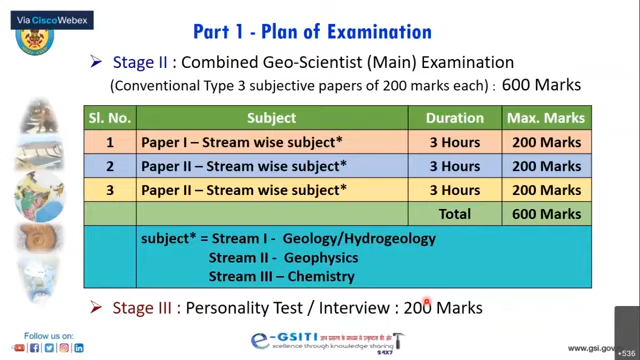 Via Cisco Webex
Part 1 - Plan of Examination
➤ Stage II : Combined Geo-Scientist (Main) Examination
(Conventional Type 3 subjective papers of 200 marks each) : 600 Marks
Sl. No. Subject Duration Max. Marks
1 Paper I – Stream wise subject* 3 Hours 200 Marks
2 Paper II – Stream wise subject* 3 Hours 200 Marks
3 Paper II – Stream wise subject* 3 Hours 200 Marks
Total 600 Marks
subject* = Stream I - Geology/Hydrogeology
Stream II - Geophysics
Stream III – Chemistry
➤ Stage III : Personality Test / Interview : 200 Marks
Follow us on:
e-GSITI
excellence through knowledge sharing
24X7
www.gsi.gov
+536